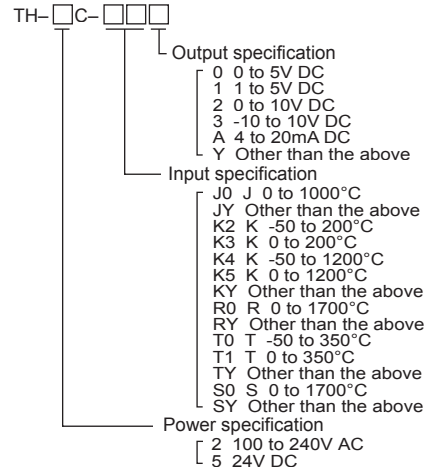 TH–□C–□□□
Output specification
0 0 to 5V DC
1 1 to 5V DC
2 0 to 10V DC
3 -10 to 10V DC
A 4 to 20mA DC
Y Other than the above
Input specification
J0 J 0 to 1000°C
JY Other than the above
K2 K -50 to 200°C
K3 K 0 to 200°C
K4 K -50 to 1200°C
K5 K 0 to 1200°C
KY Other than the above
R0 R 0 to 1700°C
RY Other than the above
T0 T -50 to 350°C
T1 T 0 to 350°C
TY Other than the above
S0 S 0 to 1700°C
SY Other than the above
Power specification
2 100 to 240V AC
5 24V DC